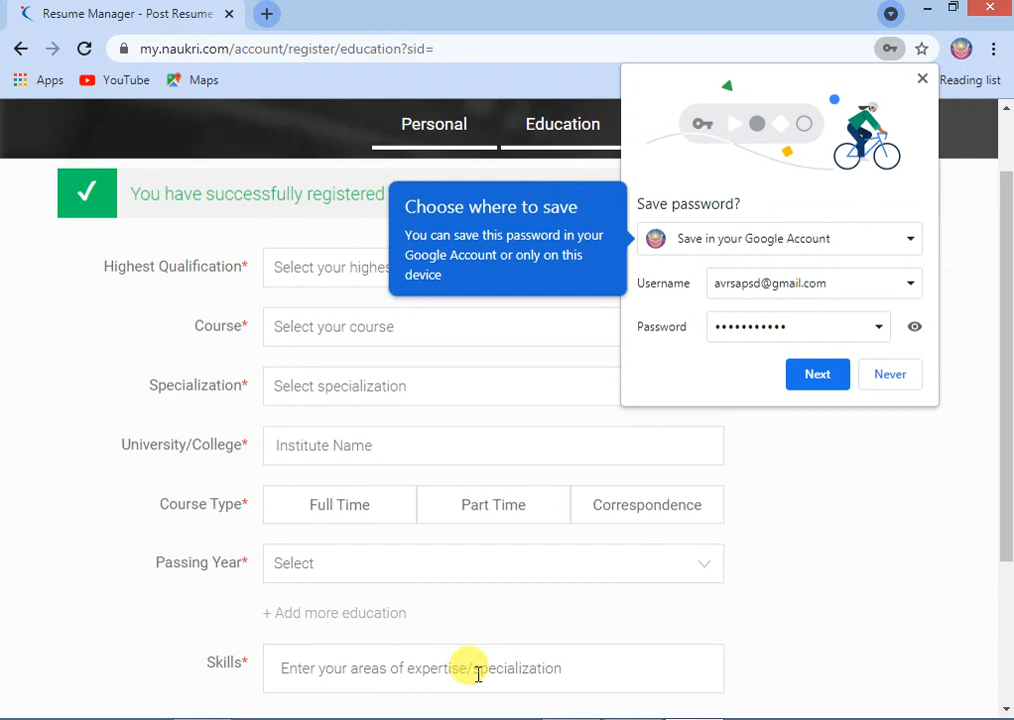 Resume Manager - Post Resume
my.naukri.com/account/register/education?sid=
Apps
YouTube
Maps
Reading list
Personal
Education
You have successfully registered
Choose where to save
You can save this password in your
Google Account or only on this
device
Save password?
Save in your Google Account
Username
avrsapsd@gmail.com
Password
•••••••••••
Next
Never
Highest Qualification*
Select your highes
Course*
Select your course
Specialization*
Select specialization
University/College*
Institute Name
Course Type*
Full Time
Part Time
Correspondence
Passing Year*
Select
+ Add more education
Skills*
Enter your areas of expertise/specialization